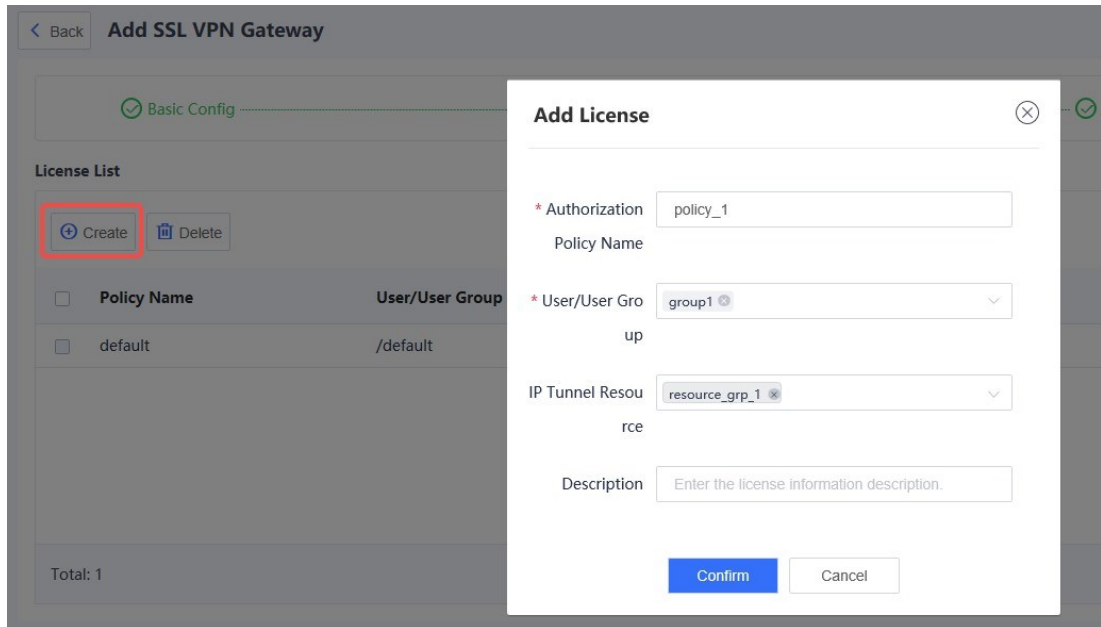 Back
Add SSL VPN Gateway
Basic Config
License List
Create
Delete
Policy Name
User/User Group
default
/default
Total: 1
Add License
* Authorization
Policy Name
policy_1
* User/User Gro
up
group1
IP Tunnel Resou
rce
resource_grp_1
Description
Enter the license information description.
Confirm
Cancel